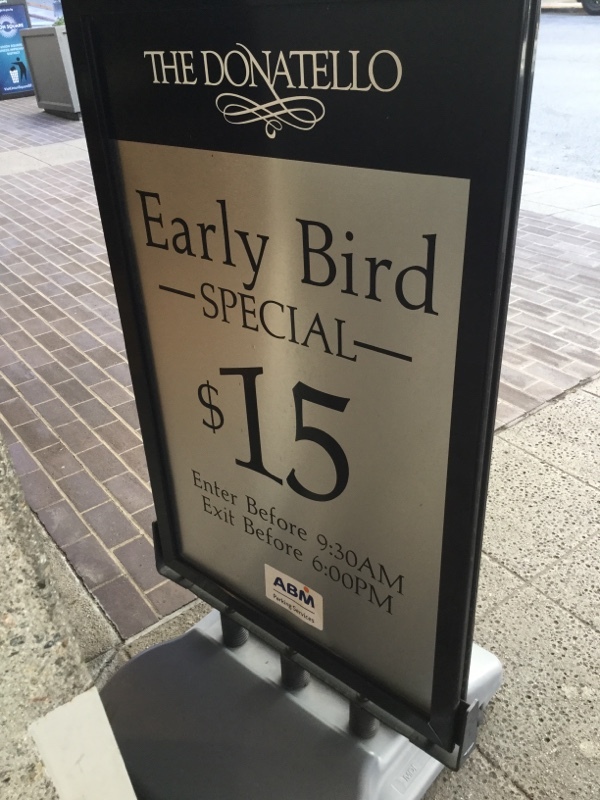 THE DONATELLO
Early Bird
—SPECIAL—
$15
Enter Before 9:30AM
Exit Before 6:00PM
ABM
Parking Services